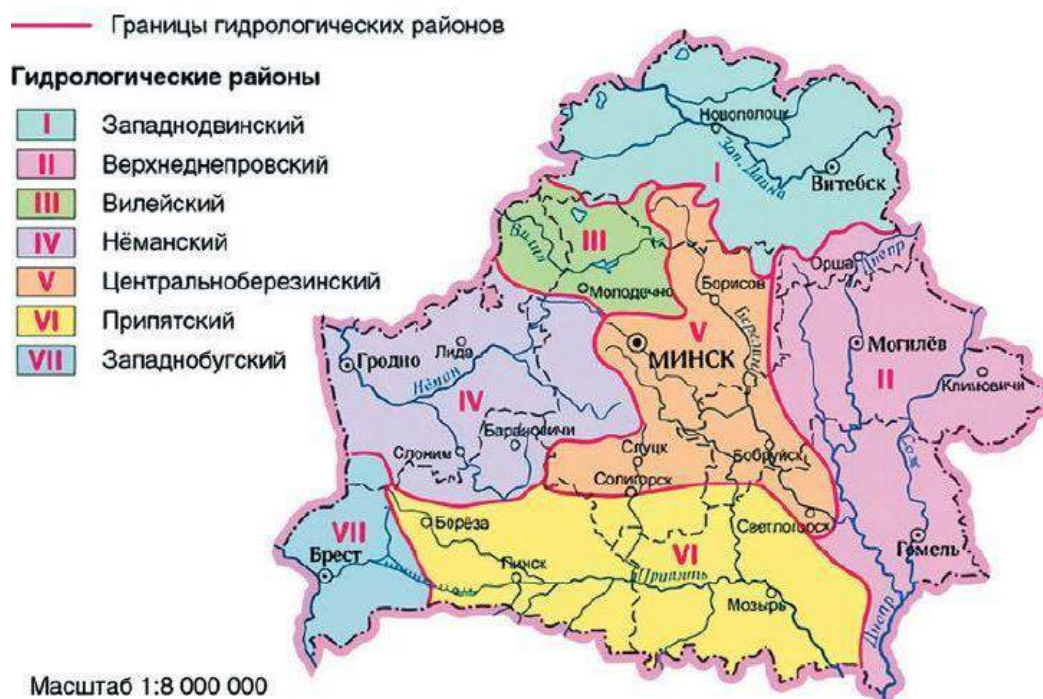 Границы гидрологических районов
Гидрологические районы
I Западнодвинский
II Верхнеднепровский
III Вилейский
IV Нёманский
V Центральноберезинский
VI Припятский
VII Западнобугский
Новополоцк
Зап. Двина
Витебск
I
Вилия
III
Молодечно
Орша
Днепр
Борисов
Березина
V
МИНСК
Могилёв
II
Климовичи
Гродно
Лида
Нёман
IV
Барановичи
Слоним
Слуцк
Солигорск
Бобруйск
Сож
Светлогорск
Гомель
VII
Брест
Берёза
Пинск
VI
Припять
Мозырь
Днепр
Масштаб 1:8 000 000